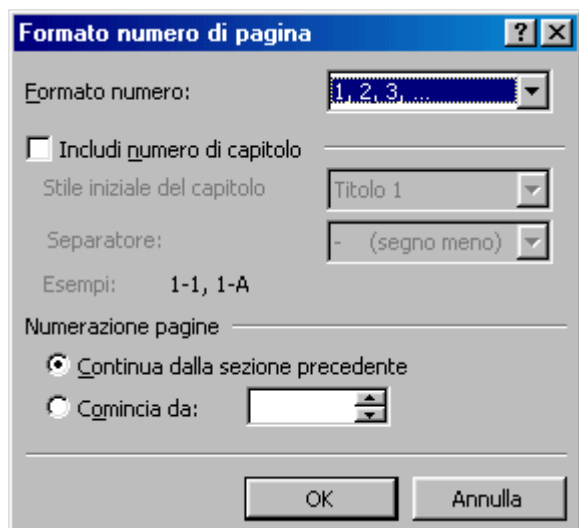 Formato numero di pagina
Formato numero: 1, 2, 3, ...
Includi numero di capitolo
Stile iniziale del capitolo Titolo 1
Separatore: - (segno meno)
Esempi: 1-1, 1-A
Numerazione pagine
Continua dalla sezione precedente
Comincia da:
OK Annulla